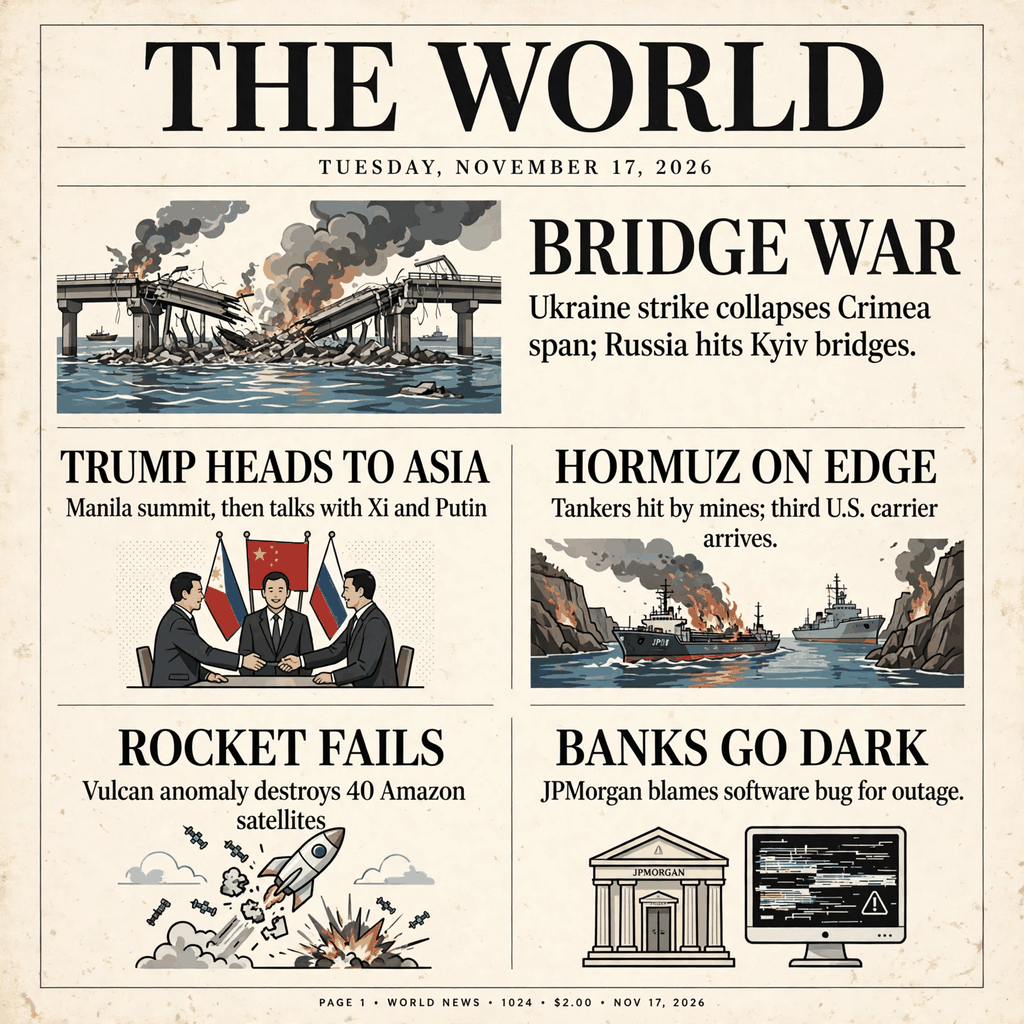 THE WORLD
TUESDAY, NOVEMBER 17, 2026
BRIDGE WAR
Ukraine strike collapses Crimea
span; Russia hits Kyiv bridges.
TRUMP HEADS TO ASIA
Manila summit, then talks with Xi and Putin
HORMUZ ON EDGE
Tankers hit by mines; third U.S. carrier
arrives.
ROCKET FAILS
Vulcan anomaly destroys 40 Amazon
satellites
BANKS GO DARK
JPMorgan blames software bug for outage.
JPMORGAN
PAGE 1 • WORLD NEWS • 1024 • $2.00 • NOV 17, 2026